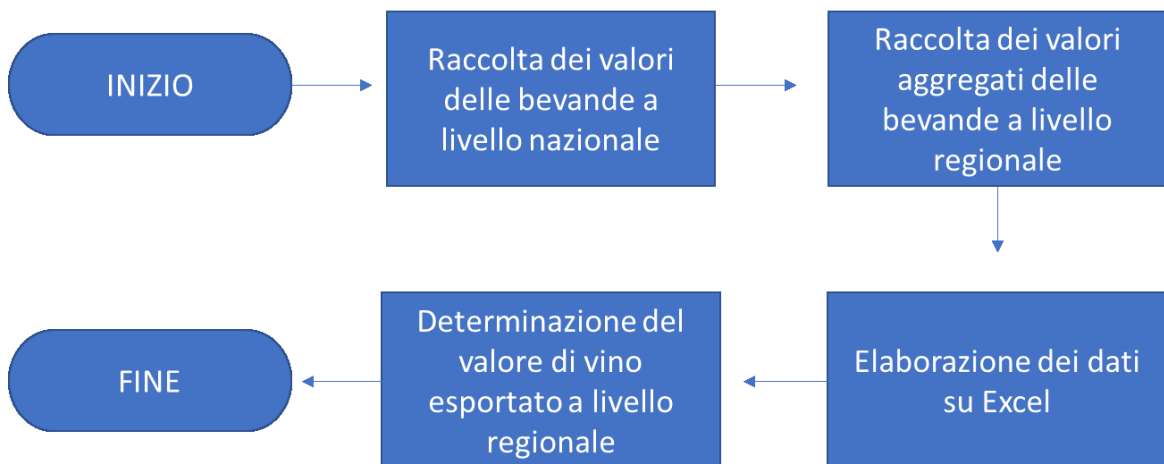 INIZIO
Raccolta dei valori
delle bevande a
livello nazionale
Raccolta dei valori
aggregati delle
bevande a livello
regionale
Elaborazione dei dati
su Excel
Determinazione del
valore di vino
esportato a livello
regionale
FINE